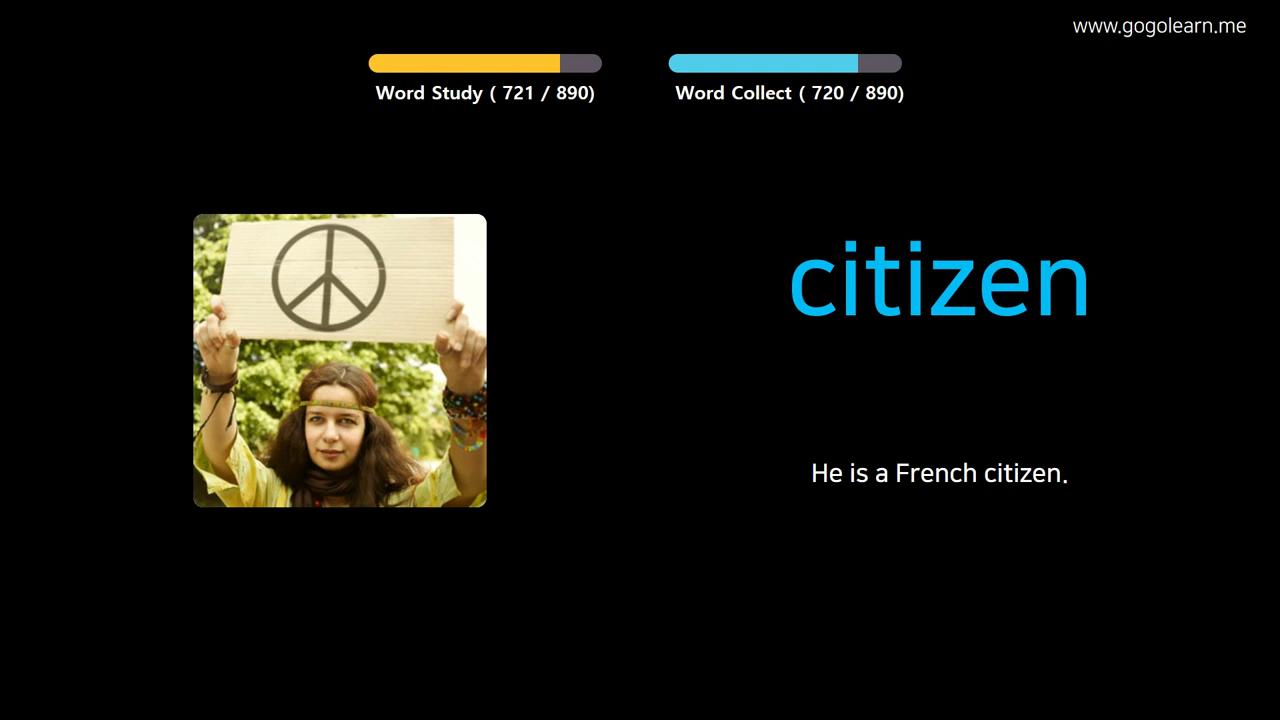 www.gogolearn.me
Word Study ( 721 / 890)
Word Collect ( 720 / 890)
citizen
He is a French citizen.